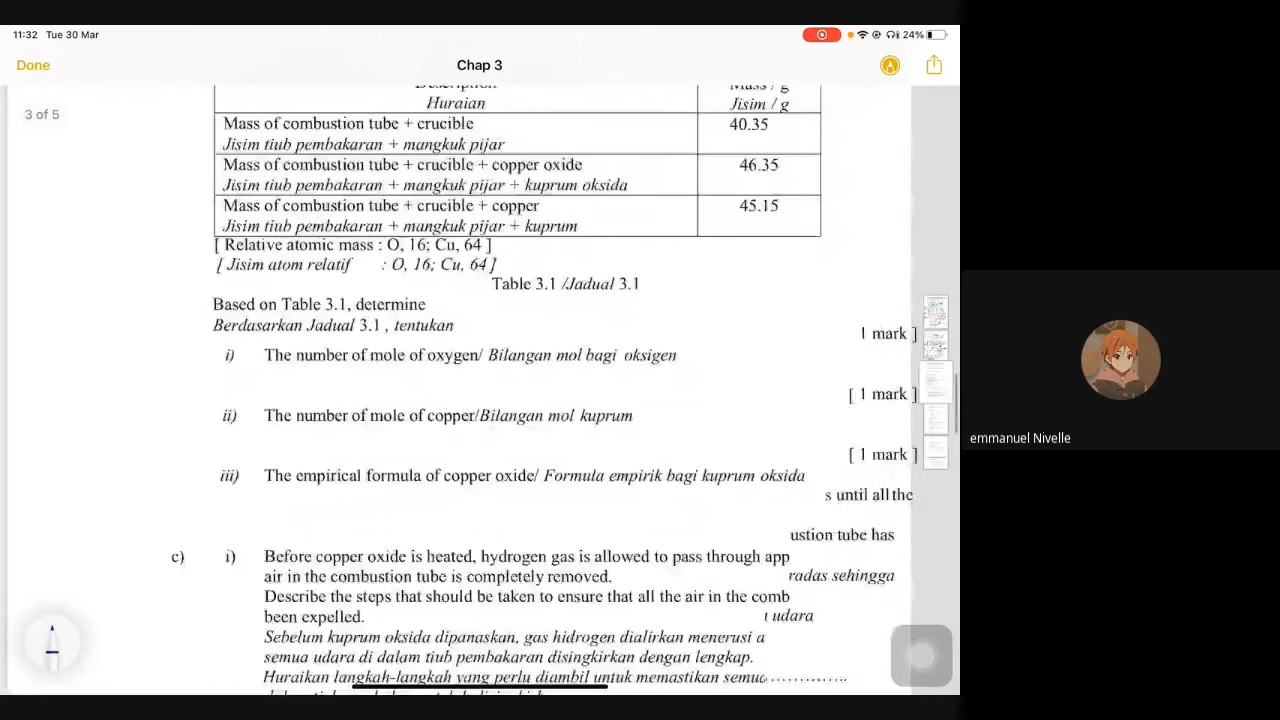 11:32 Tue 30 Mar
24%
Done
Chap 3
3 of 5
Description
Mass / g
Huraian
Jisim / g
Mass of combustion tube + crucible
40.35
Jisim tiub pembakaran + mangkuk pijar
Mass of combustion tube + crucible + copper oxide
46.35
Jisim tiub pembakaran + mangkuk pijar + kuprum oksida
Mass of combustion tube + crucible + copper
45.15
Jisim tiub pembakaran + mangkuk pijar + kuprum
[ Relative atomic mass : O, 16; Cu, 64 ]
[ Jisim atom relatif : O, 16; Cu, 64 ]
Table 3.1 /Jadual 3.1
Based on Table 3.1, determine
Berdasarkan Jadual 3.1 , tentukan
1 mark ]
i) The number of mole of oxygen/ Bilangan mol bagi oksigen
[ 1 mark ]
ii) The number of mole of copper/Bilangan mol kuprum
[ 1 mark ]
iii) The empirical formula of copper oxide/ Formula empirik bagi kuprum oksida
s until all the
ustion tube has
c) i) Before copper oxide is heated, hydrogen gas is allowed to pass through app
air in the combustion tube is completely removed.
radas sehingga
Describe the steps that should be taken to ensure that all the air in the comb
been expelled.
udara
Sebelum kuprum oksida dipanaskan, gas hidrogen dialirkan menerusi a
semua udara di dalam tiub pembakaran disingkirkan dengan lengkap.
Huraikan langkah-langkah yang perlu diambil untuk memastikan semua ..............
emmanuel Nivelle